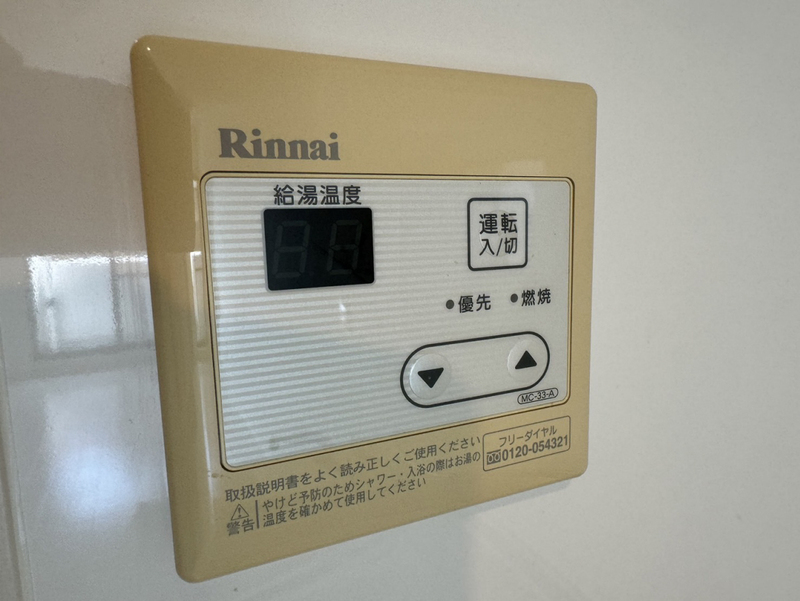 Rinnai
給湯温度
運転
入/切
優先
燃焼
▼ ▲
MC-33-A
取扱説明書をよく読み正しくご使用ください
フリーダイヤル
0120-054321
⚠警告
やけど予防のためシャワー・入浴の際はお湯の
温度を確かめて使用してください